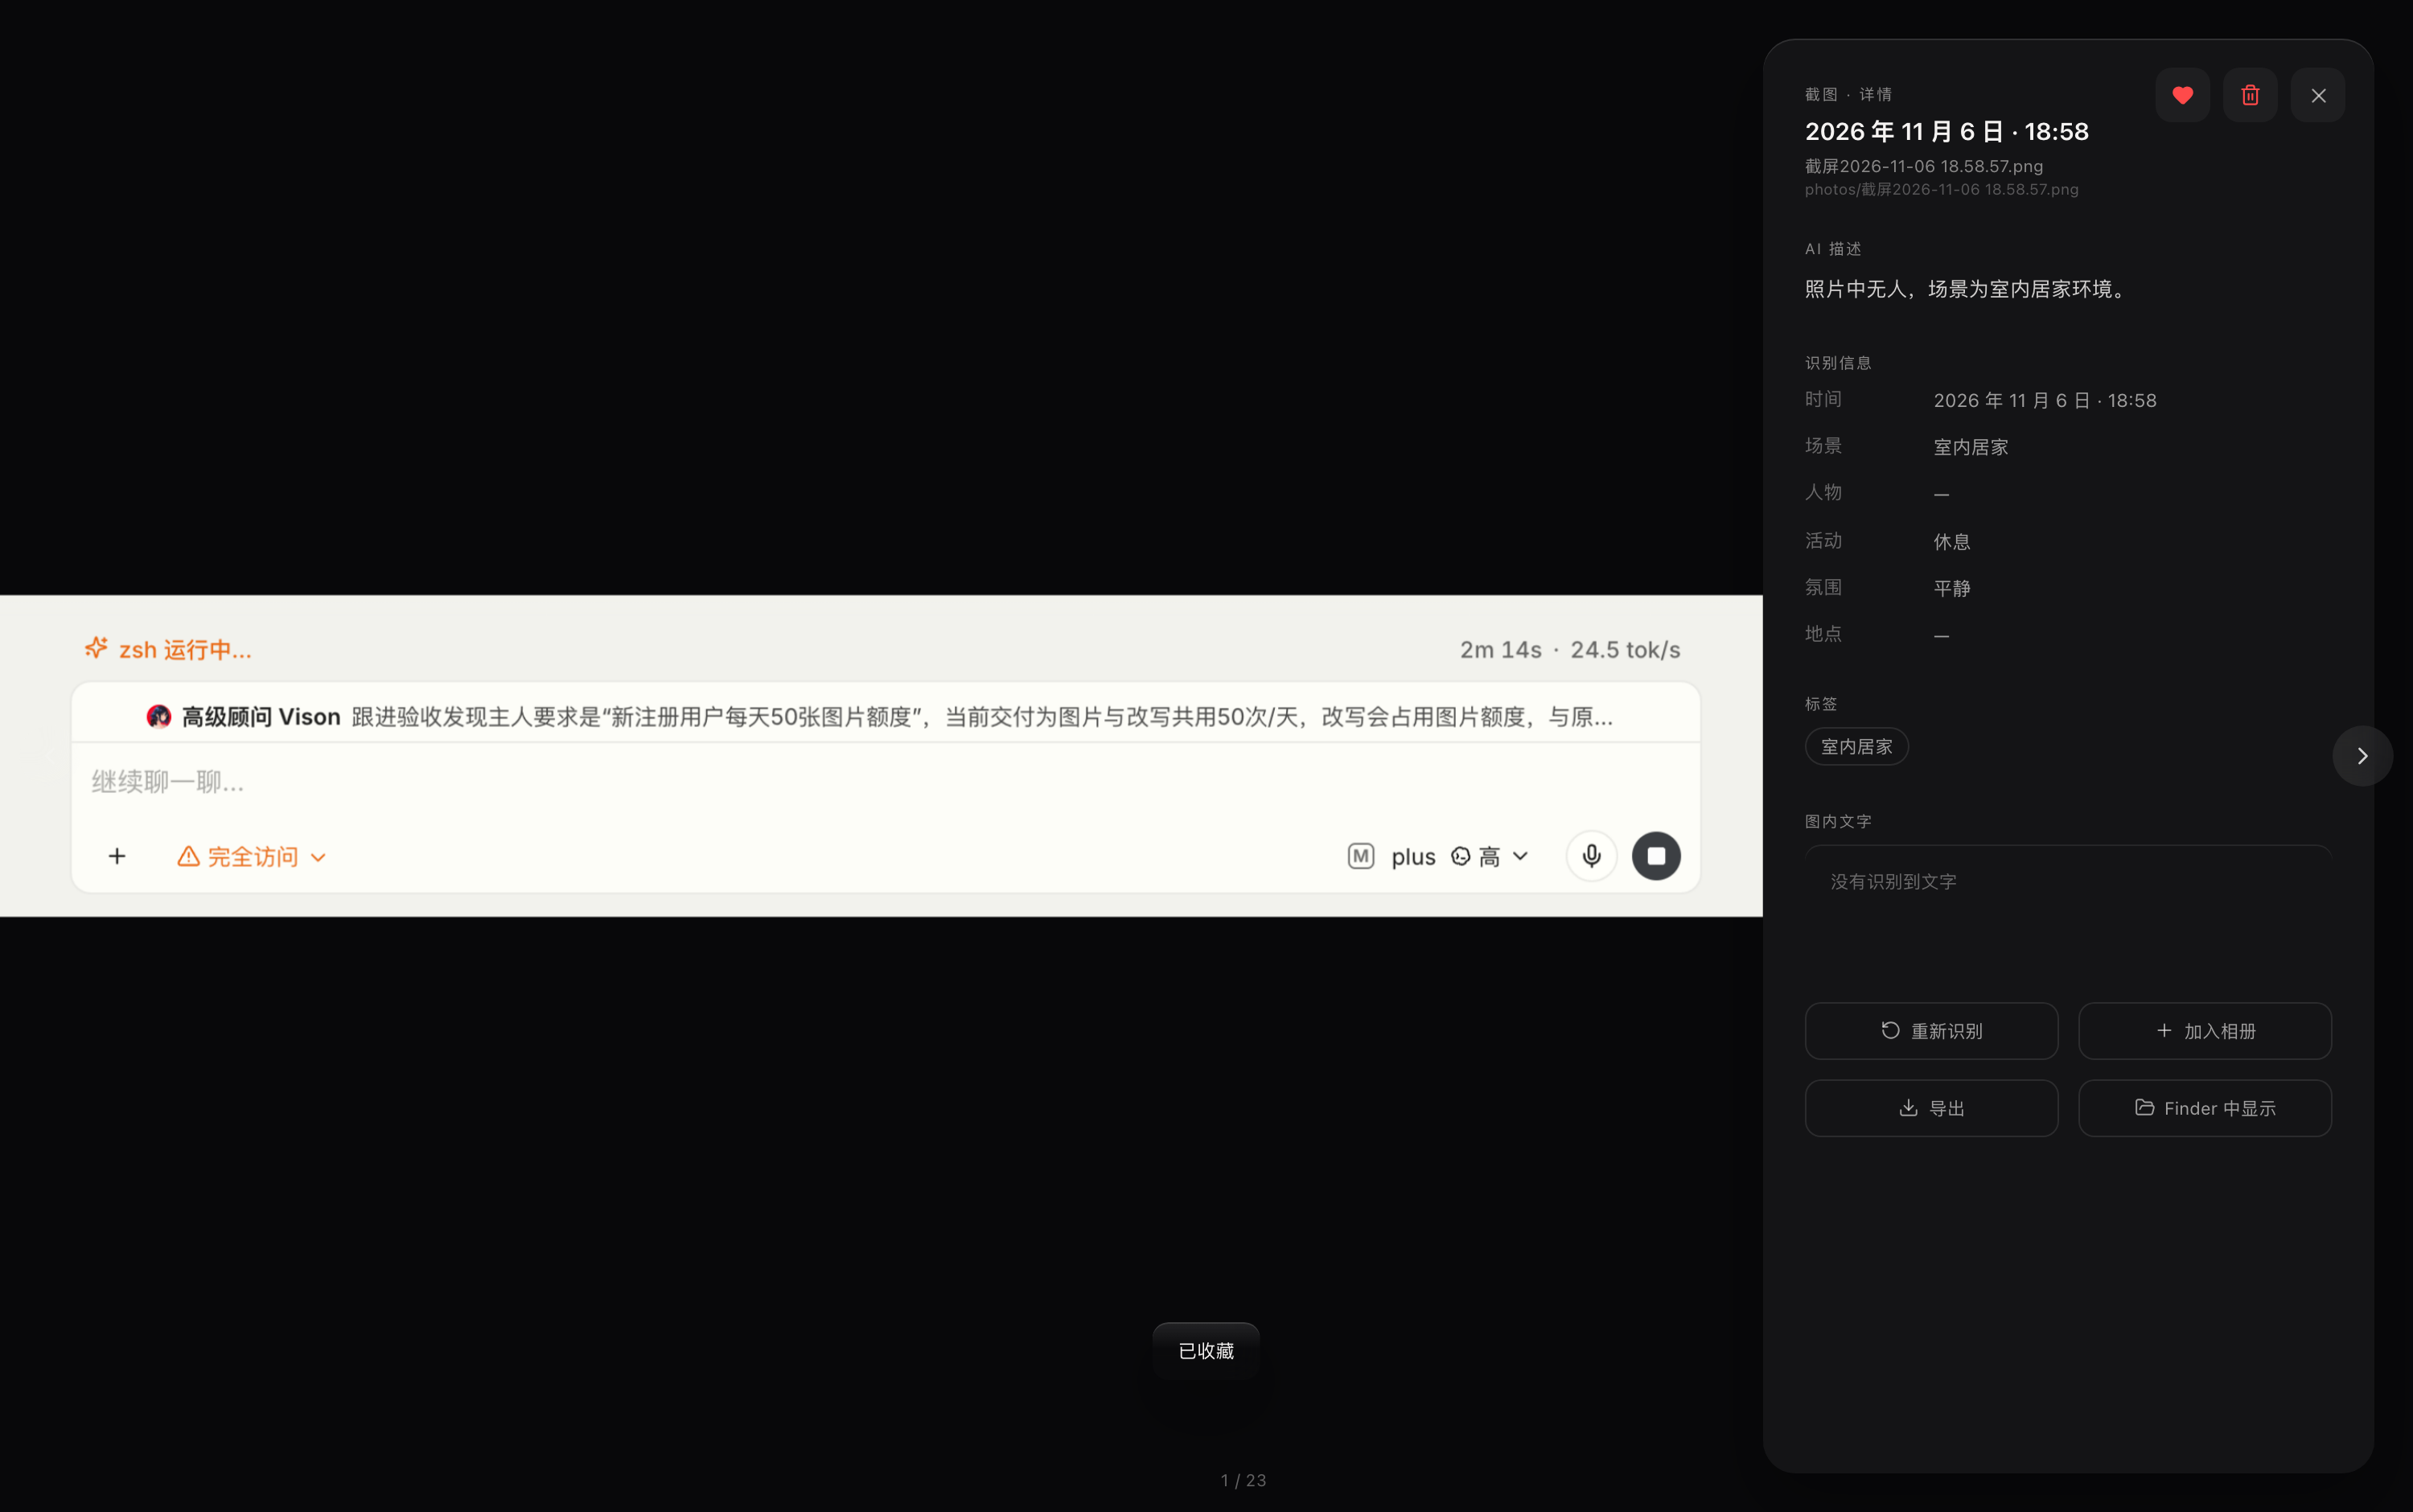 zsh 运行中...
2m 14s · 24.5 tok/s
高级顾问 Vison 跟进验收发现主人要求是“新注册用户每天50张图片额度”，当前交付为图片与改写共用50次/天，改写会占用图片额度，与原...
继续聊一聊...
完全访问
M plus 高
已收藏
1 / 23
截图 · 详情
2026 年 11 月 6 日 · 18:58
截屏2026-11-06 18.58.57.png
photos/截屏2026-11-06 18.58.57.png
AI 描述
照片中无人，场景为室内居家环境。
识别信息
时间 2026 年 11 月 6 日 · 18:58
场景 室内居家
人物 —
活动 休息
氛围 平静
地点 —
标签
室内居家
图内文字
没有识别到文字
重新识别 加入相册
导出 Finder 中显示